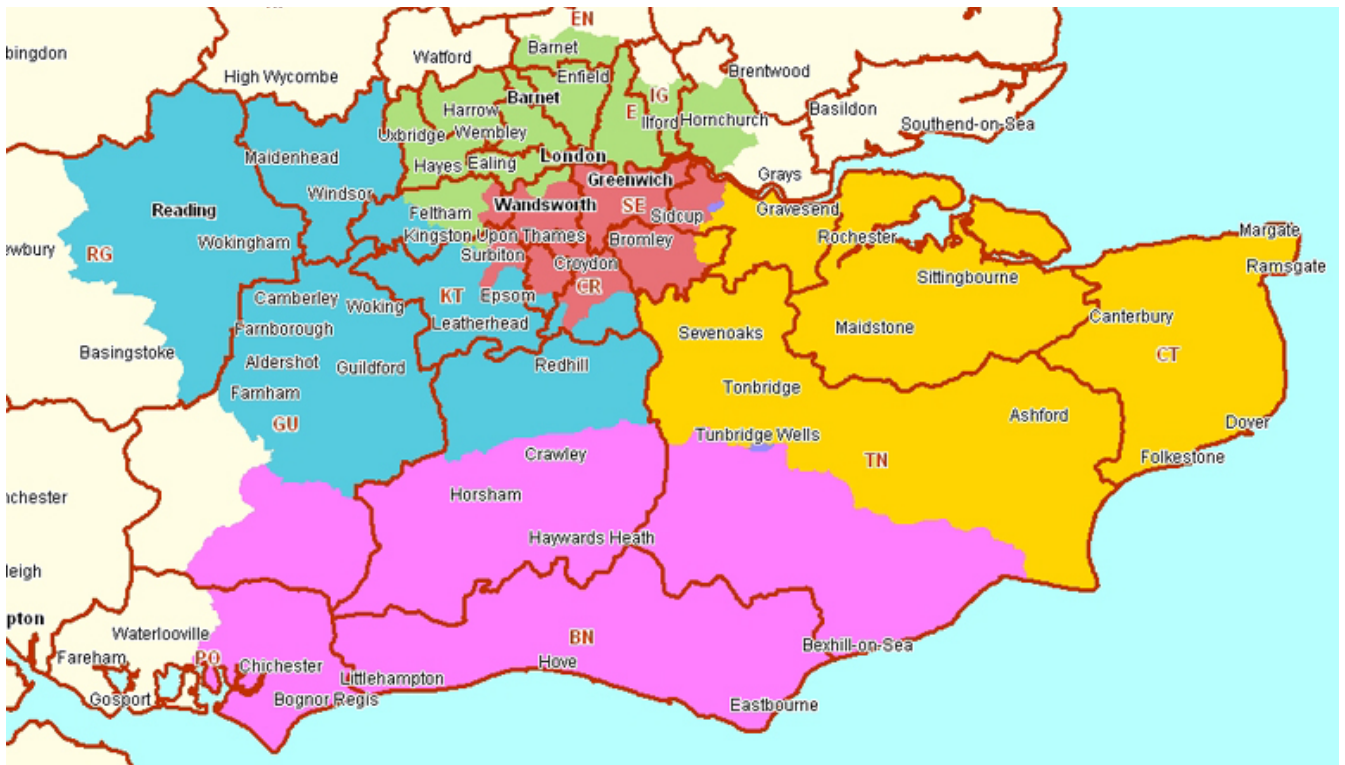 EN
Barnet
bingdon
Watford
High Wycombe
Enfield
Brentwood
Barnet
IG
E
Harrow
Ilford
Hornchurch
Basildon
Southend-on-Sea
Uxbridge
Wembley
London
Maidenhead
Hayes
Ealing
Greenwich
Grays
Windsor
Reading
Feltham
Wandsworth
SE
Sidcup
Gravesend
Wokingham
Kingston Upon Thames
Bromley
Rochester
Margate
ewbury
RG
Surbiton
Croydon
Ramsgate
Sittingbourne
Camberley
Woking
KT
Epsom
CR
Farnborough
Leatherhead
Sevenoaks
Maidstone
Canterbury
Basingstoke
Aldershot
Guildford
Redhill
CT
Farnham
Tonbridge
GU
Ashford
Dover
Tunbridge Wells
Crawley
TN
Folkestone
nchester
Horsham
Haywards Heath
leigh
pton
Waterlooville
BN
Bexhill-on-Sea
Fareham
PO
Chichester
Hove
Littlehampton
Gosport
Bognor Regis
Eastbourne